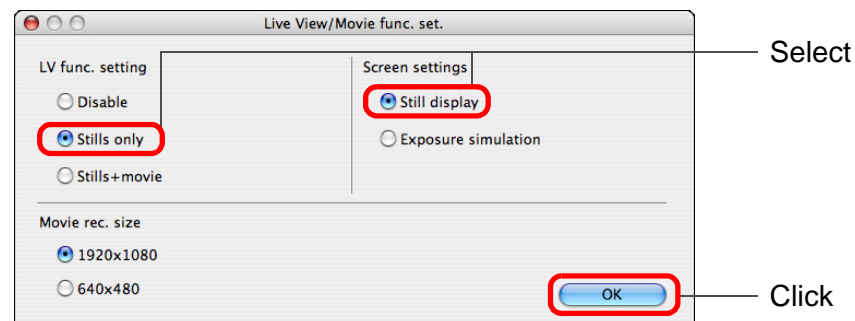 Live View/Movie func. set.
Select
LV func. setting
Screen settings
Disable
Still display
Stills only
Exposure simulation
Stills+movie
Movie rec. size
1920x1080
640x480
OK
Click